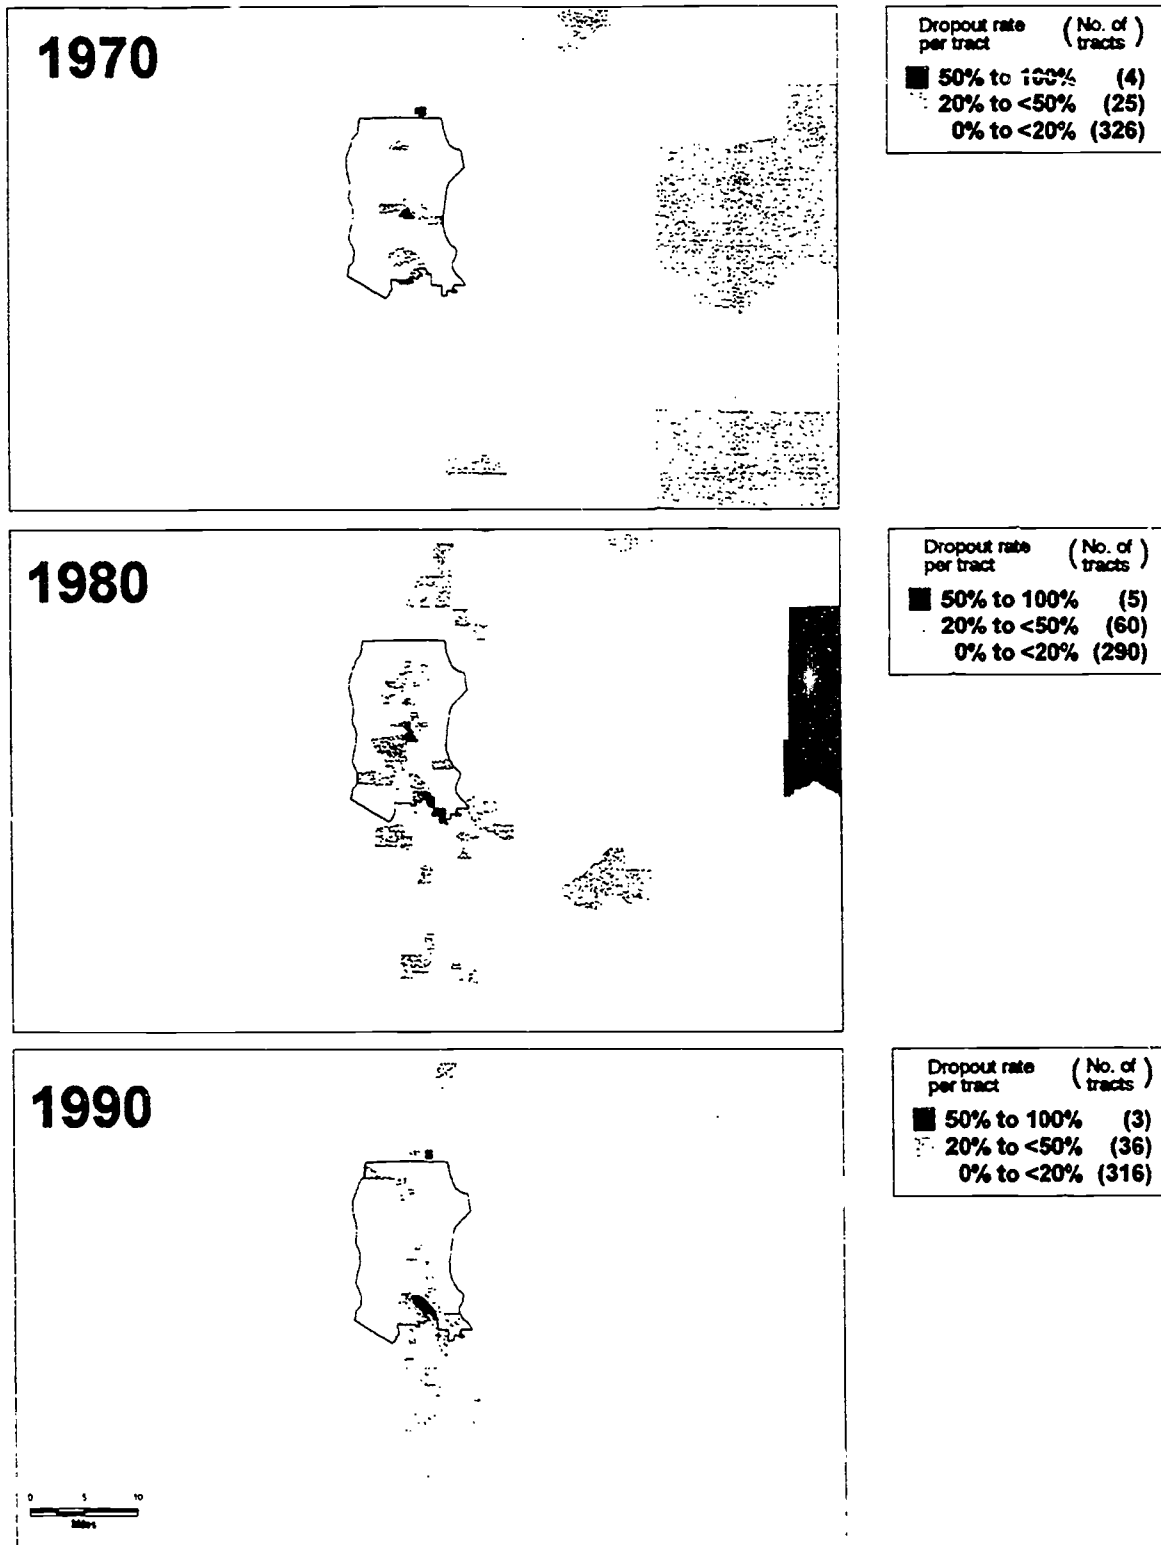 1970
Dropout rate (No. of
per tract tracts)
50% to 100% (4)
20% to <50% (25)
0% to <20% (326)
1980
Dropout rate (No. of
per tract tracts)
50% to 100% (5)
20% to <50% (60)
0% to <20% (290)
1990
Dropout rate (No. of
per tract tracts)
50% to 100% (3)
20% to <50% (36)
0% to <20% (316)
0 5 10
Miles